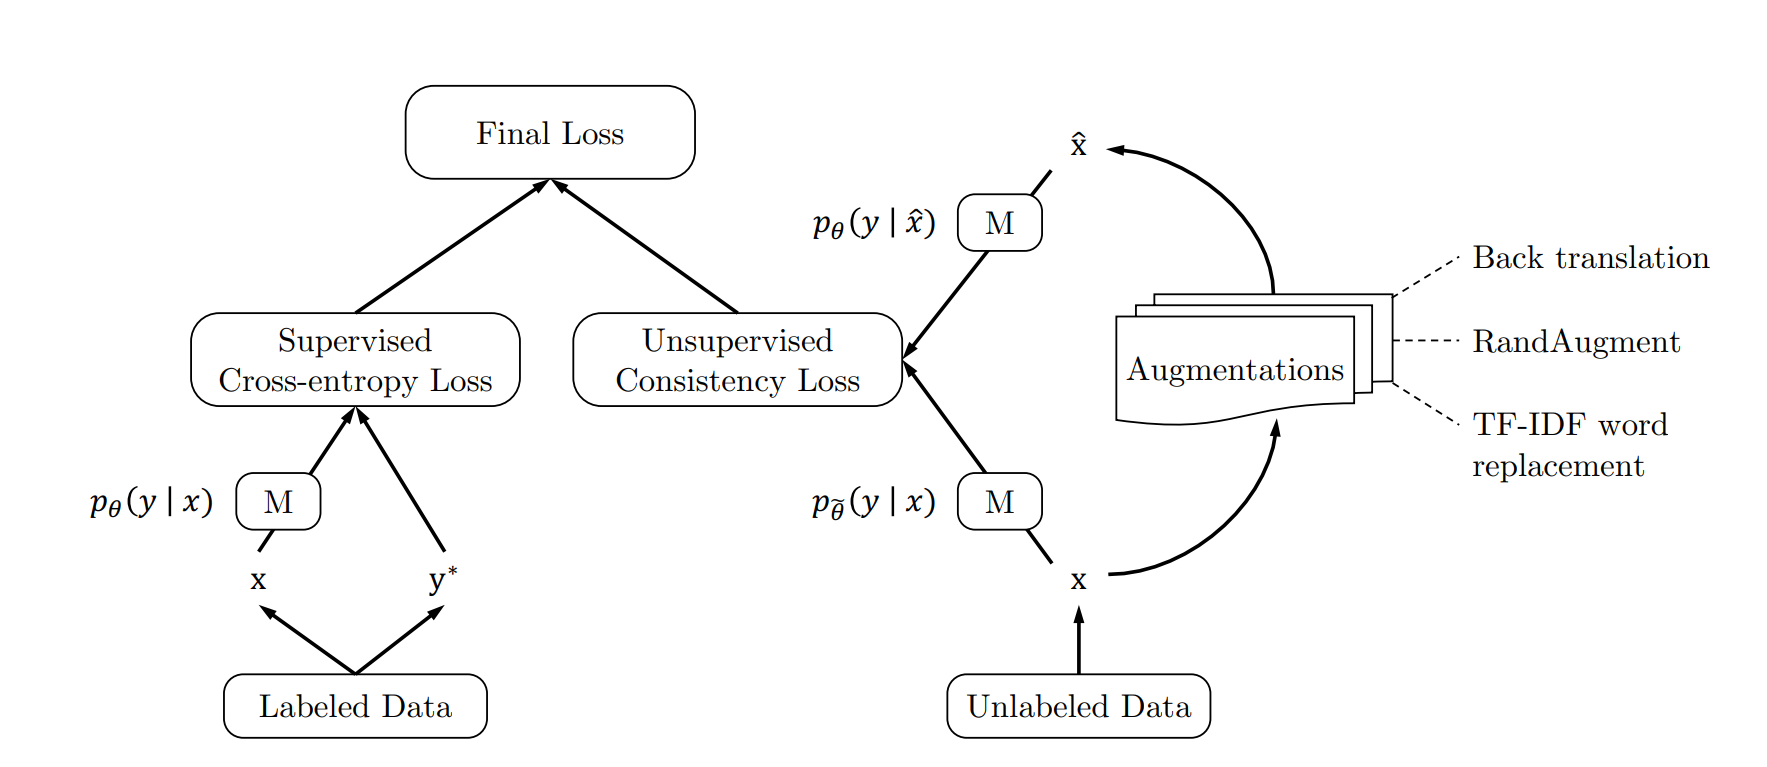 Final Loss
x̂
p_θ(y | x̂)
M
Back translation
RandAugment
TF-IDF word
replacement
Augmentations
Supervised
Cross-entropy Loss
Unsupervised
Consistency Loss
p_θ(y | x)
M
p_θ̃(y | x)
M
x
y*
x
Labeled Data
Unlabeled Data